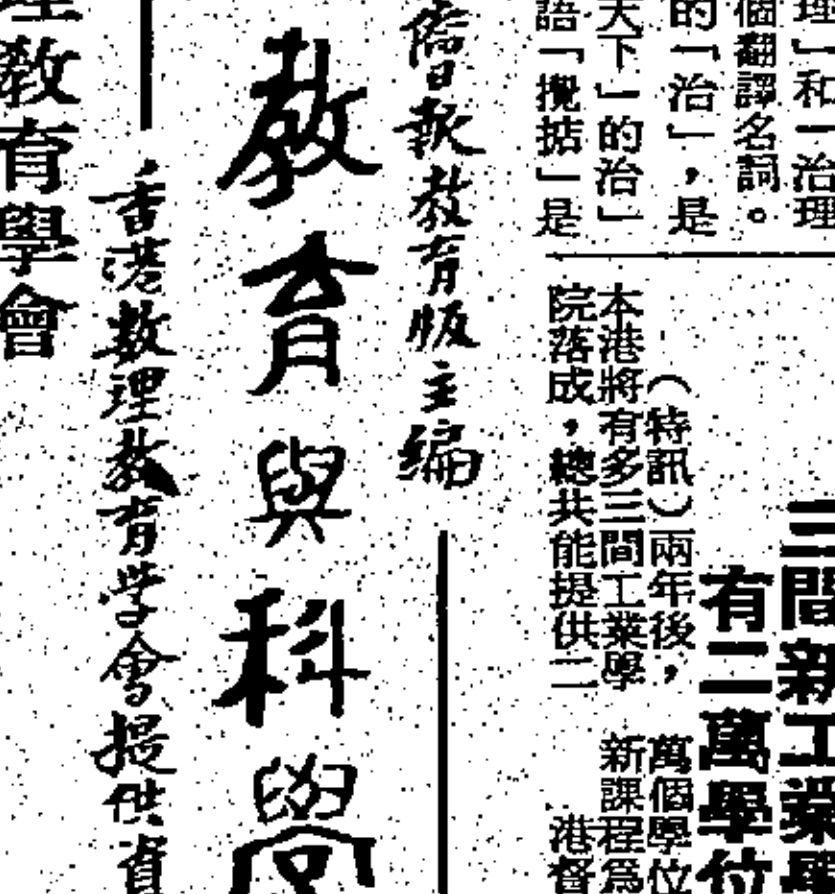 理」和「治理
個翻譯名詞。
的「治」，是
天下」的治」
語「攪掂」是
三間新工業學
有二萬學位
（特訊）兩年後，
本港將有多三間工業學
院落成，總共能提供二
萬個學位
新課程爲
港督
日報教育版主編
教育與科學
香港數理教育学會提供資
理教育學會